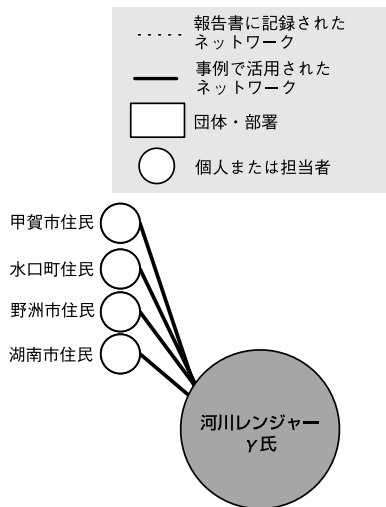 報告書に記録された
ネットワーク
事例で活用された
ネットワーク
団体・部署
個人または担当者
甲賀市住民
水口町住民
野洲市住民
湖南市住民
河川レンジャー
γ氏